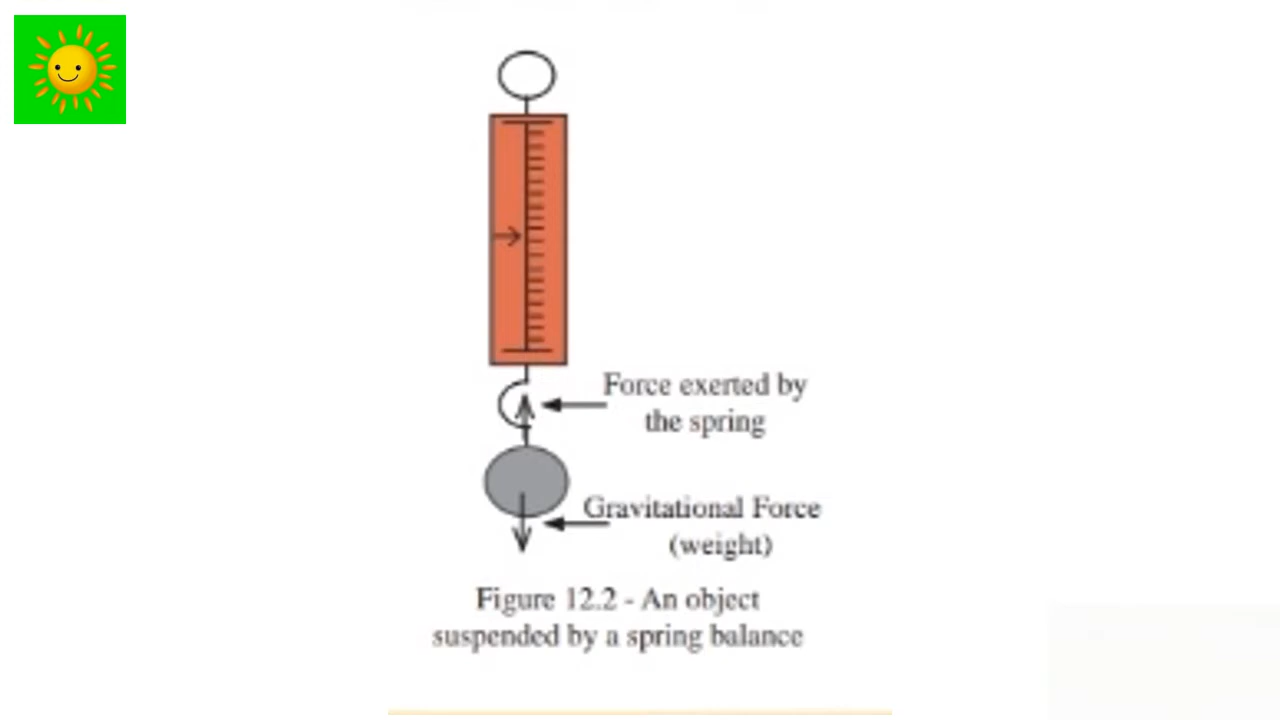 Force exerted by
the spring
Gravitational Force
(weight)
Figure 12.2 - An object
suspended by a spring balance